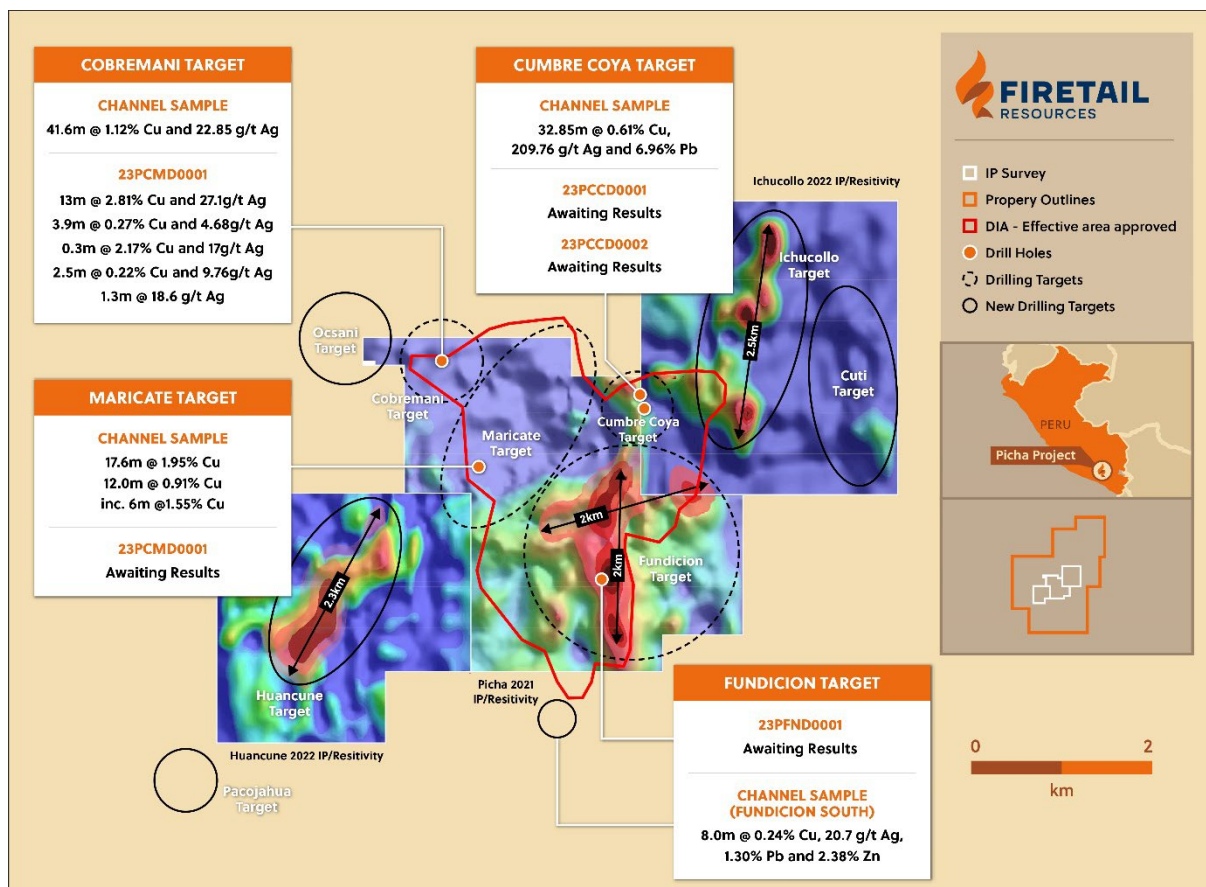 COBREMANI TARGET
CHANNEL SAMPLE
41.6m @ 1.12% Cu and 22.85 g/t Ag
23PCMD0001
13m @ 2.81% Cu and 27.1g/t Ag
3.9m @ 0.27% Cu and 4.68g/t Ag
0.3m @ 2.17% Cu and 17g/t Ag
2.5m @ 0.22% Cu and 9.76g/t Ag
1.3m @ 18.6 g/t Ag
CUMBRE COYA TARGET
CHANNEL SAMPLE
32.85m @ 0.61% Cu,
209.76 g/t Ag and 6.96% Pb
23PCCD0001
Awaiting Results
23PCCD0002
Awaiting Results
MARICATE TARGET
CHANNEL SAMPLE
17.6m @ 1.95% Cu
12.0m @ 0.91% Cu
inc. 6m @1.55% Cu
23PCMD0001
Awaiting Results
FUNDICION TARGET
23PFND0001
Awaiting Results
CHANNEL SAMPLE
(FUNDICION SOUTH)
8.0m @ 0.24% Cu, 20.7 g/t Ag,
1.30% Pb and 2.38% Zn
Ichucollo 2022 IP/Resitivity
Ichucollo
Target
2.5km
Cuti
Target
Ocsani
Target
Cobremani
Target
Maricate
Target
Cumbre Coya
Target
2km
2km
Fundicion
Target
2.3km
Huancune
Target
Huancune 2022 IP/Resitivity
Picha 2021
IP/Resitivity
Pacojahua
Target
FIRETAIL
RESOURCES
IP Survey
Propery Outlines
DIA - Effective area approved
Drill Holes
Drilling Targets
New Drilling Targets
PERU
Picha Project
0 2
km